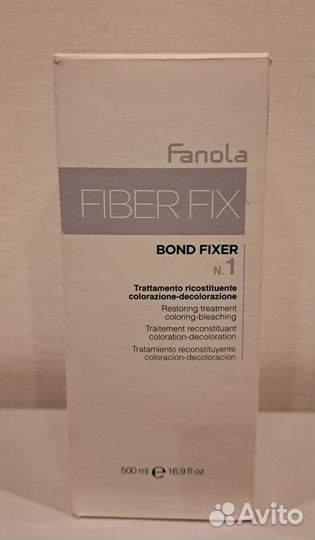 Fanola
FIBER FIX
BOND FIXER
N. 1
Trattamento ricostituente
colorazione-decolorazione
Restoring treatment
coloring-bleaching
Traitement reconstituant
coloration-decoloration
Tratamiento reconstituyente
coloracion-decoloracion
500 ml e 16,9 fl oz
Avito